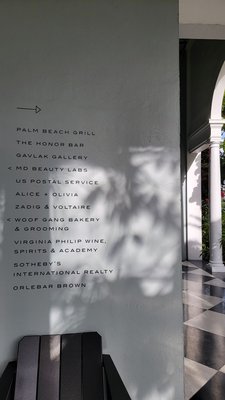 PALM BEACH GRILL
THE HONOR BAR
GAVLAK GALLERY
< MD BEAUTY LABS
US POSTAL SERVICE
ALICE + OLIVIA
ZADIG & VOLTAIRE
< WOOF GANG BAKERY
& GROOMING
VIRGINIA PHILIP WINE,
SPIRITS & ACADEMY
SOTHEBY'S
INTERNATIONAL REALTY
ORLEBAR BROWN